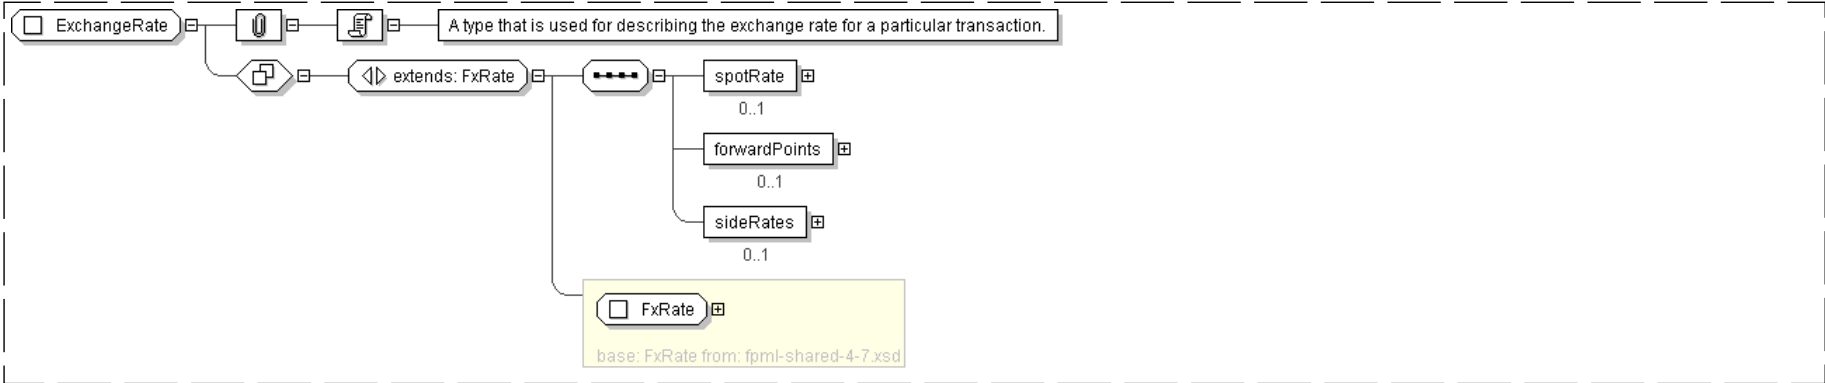 ExchangeRate
A type that is used for describing the exchange rate for a particular transaction.
extends: FxRate
spotRate
0..1
forwardPoints
0..1
sideRates
0..1
FxRate
base: FxRate from: fpml-shared-4-7.xsd